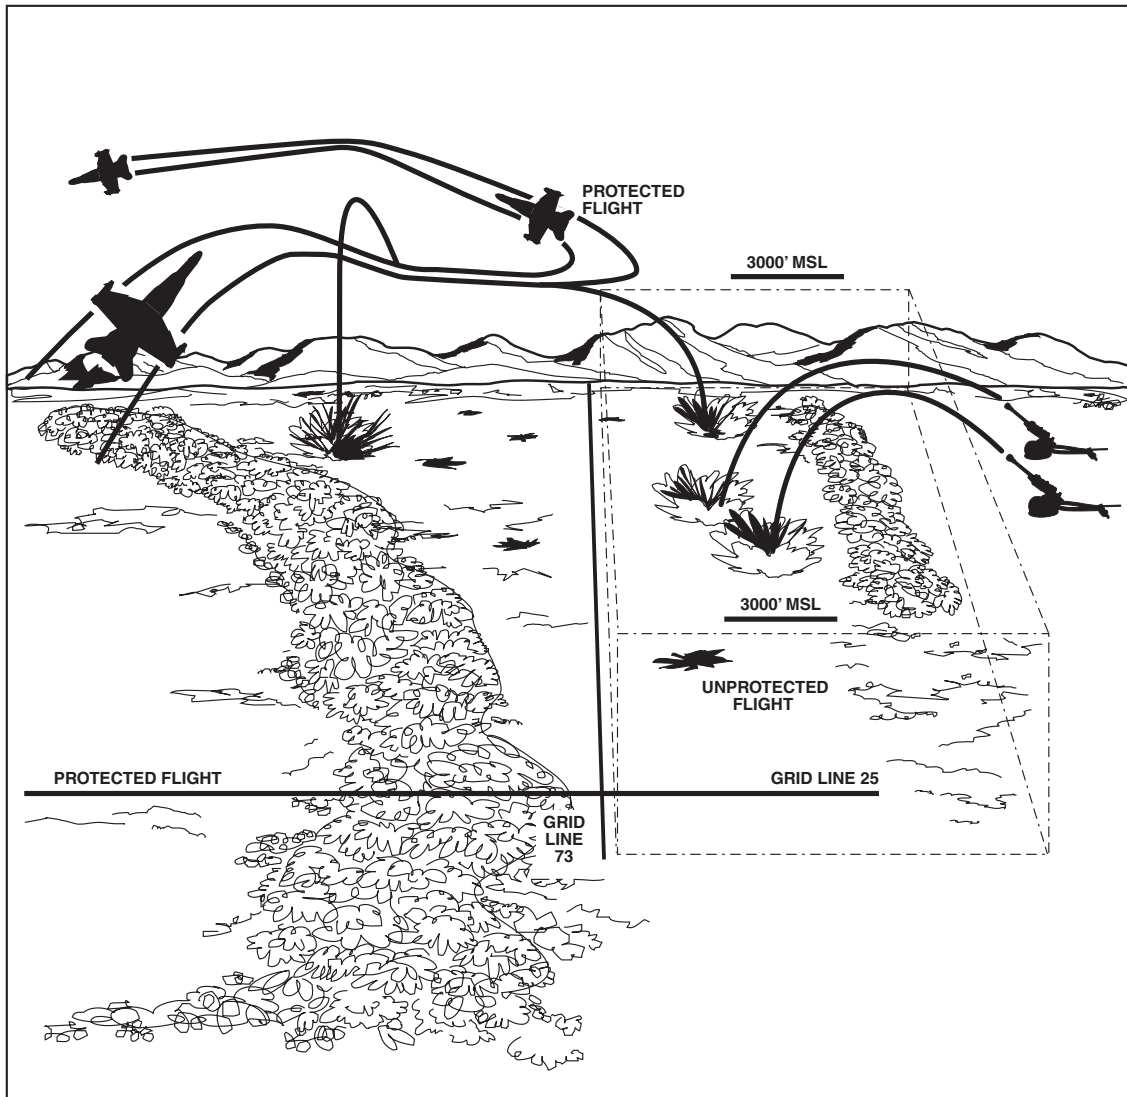 PROTECTED
FLIGHT
3000' MSL
3000' MSL
UNPROTECTED
FLIGHT
PROTECTED FLIGHT
GRID LINE 25
GRID
LINE
73